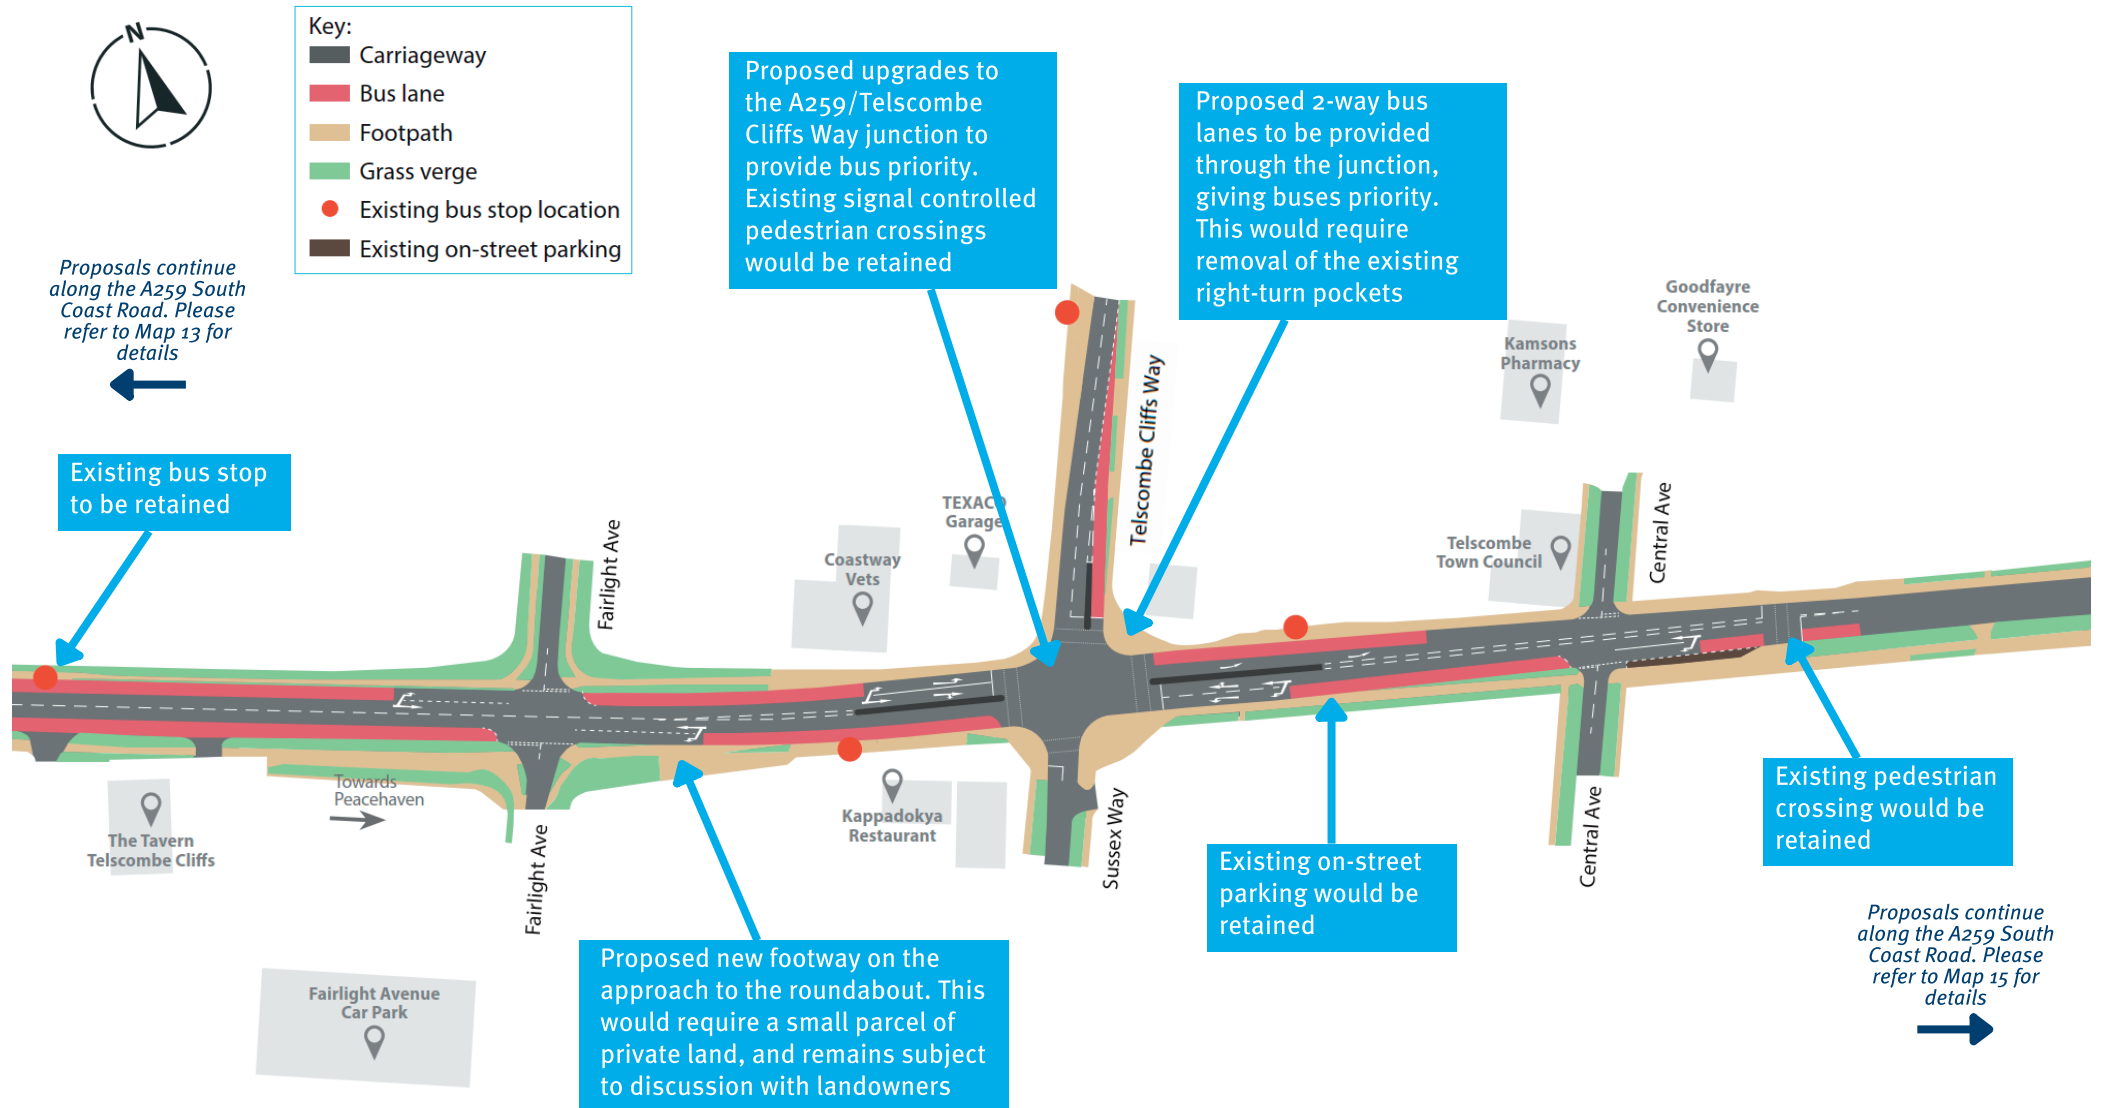 N
Key:
Carriageway
Bus lane
Footpath
Grass verge
Existing bus stop location
Existing on-street parking
Proposals continue
along the A259 South
Coast Road. Please
refer to Map 13 for
details
Proposed upgrades to
the A259/Telscombe
Cliffs Way junction to
provide bus priority.
Existing signal controlled
pedestrian crossings
would be retained
Proposed 2-way bus
lanes to be provided
through the junction,
giving buses priority.
This would require
removal of the existing
right-turn pockets
Goodfayre
Convenience
Store
Kamsons
Pharmacy
Telscombe Cliffs Way
Existing bus stop
to be retained
TEXACO
Garage
Coastway
Vets
Fairlight Ave
Telscombe
Town Council
Central Ave
Towards
Peacehaven
The Tavern
Telscombe Cliffs
Kappadokya
Restaurant
Fairlight Ave
Sussex Way
Central Ave
Existing pedestrian
crossing would be
retained
Existing on-street
parking would be
retained
Proposed new footway on the
approach to the roundabout. This
would require a small parcel of
private land, and remains subject
to discussion with landowners
Fairlight Avenue
Car Park
Proposals continue
along the A259 South
Coast Road. Please
refer to Map 15 for
details